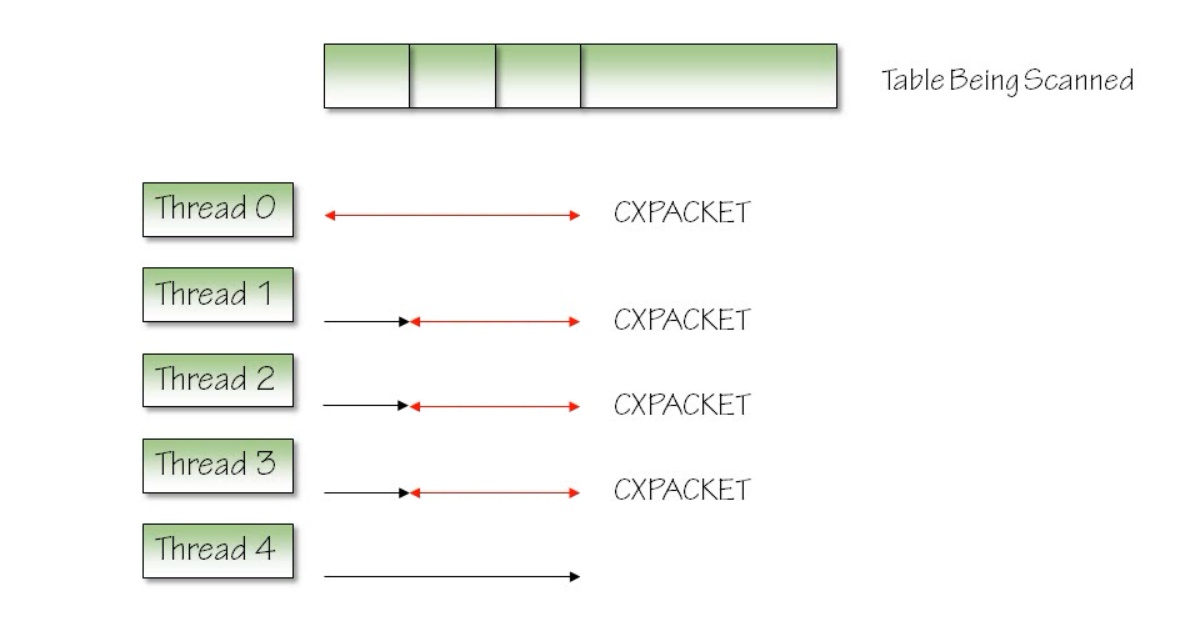 Table Being Scanned
Thread 0
CXPACKET
Thread 1
CXPACKET
Thread 2
CXPACKET
Thread 3
CXPACKET
Thread 4